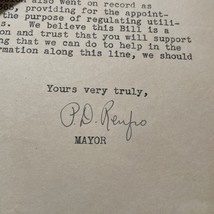 also went on record as
, providing for the appoint-
the purpose of regulating utili-
s. We believe this Bill is a
on and trust that you will support
ng that we can do to help in the
rmation along this line, we should
Yours very truly,
P.D. Renfro
MAYOR